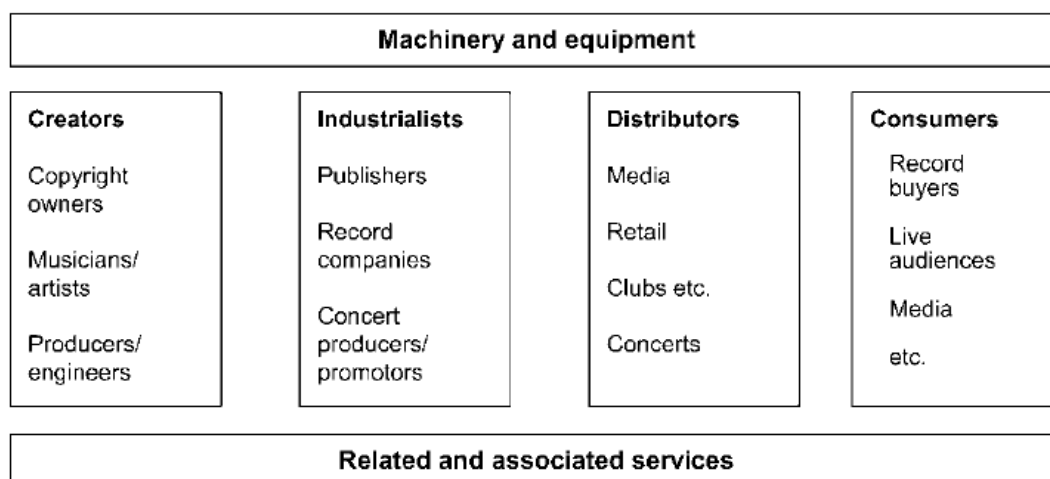 Machinery and equipment
Creators
Copyright
owners
Musicians/
artists
Producers/
engineers
Industrialists
Publishers
Record
companies
Concert
producers/
promotors
Distributors
Media
Retail
Clubs etc.
Concerts
Consumers
Record
buyers
Live
audiences
Media
etc.
Related and associated services